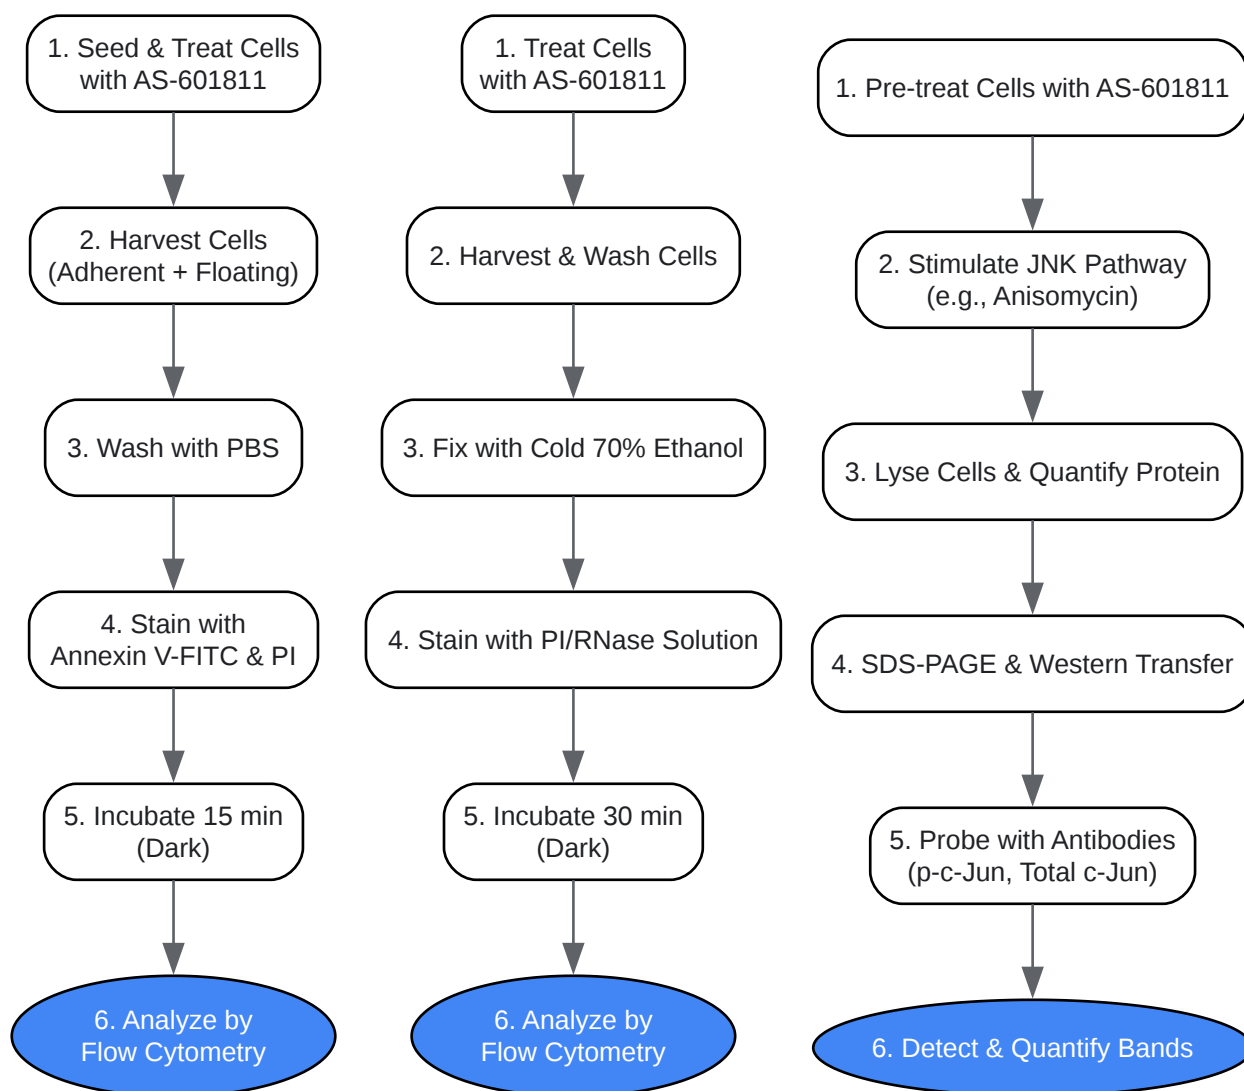 1. Seed & Treat Cells
with AS-601811
2. Harvest Cells
(Adherent + Floating)
3. Wash with PBS
4. Stain with
Annexin V-FITC & PI
5. Incubate 15 min
(Dark)
6. Analyze by
Flow Cytometry
1. Treat Cells
with AS-601811
2. Harvest & Wash Cells
3. Fix with Cold 70% Ethanol
4. Stain with PI/RNase Solution
5. Incubate 30 min
(Dark)
6. Analyze by
Flow Cytometry
1. Pre-treat Cells with AS-601811
2. Stimulate JNK Pathway
(e.g., Anisomycin)
3. Lyse Cells & Quantify Protein
4. SDS-PAGE & Western Transfer
5. Probe with Antibodies
(p-c-Jun, Total c-Jun)
6. Detect & Quantify Bands